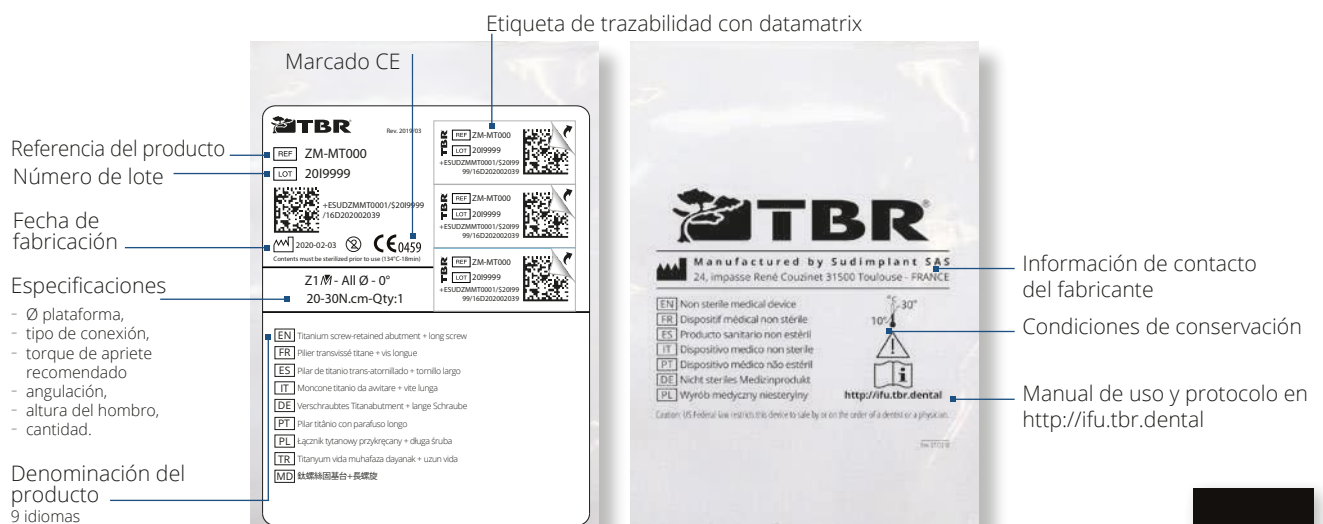 Etiqueta de trazabilidad con datamatrix
Marcado CE
Referencia del producto
Número de lote
Fecha de
fabricación
Especificaciones
- Ø plataforma,
- tipo de conexión,
- torque de apriete
recomendado
- angulación,
- altura del hombro,
- cantidad.
Denominación del
producto
9 idiomas
TBR
Rev. 2019/03
REF ZM-MT000
LOT 20I9999
+ESUDZMMT0001/$20I9999
/16D202002039
2020-02-03
CE 0459
Contents must be sterilized prior to use (134°C-18min)
Z1/ - All Ø - 0°
20-30N.cm-Qty:1
TBR
REF ZM-MT000
LOT 20I9999
+ESUDZMMT0001/$20I99
99/16D202002039
TBR
REF ZM-MT000
LOT 20I9999
+ESUDZMMT0001/$20I99
99/16D202002039
TBR
REF ZM-MT000
LOT 20I9999
+ESUDZMMT0001/$20I99
99/16D202002039
EN Titanium screw-retained abutment + long screw
FR Pilier transvissé titane + vis longue
ES Pilar de titanio trans-atornillado + tornillo largo
IT Moncone titanio da avvitare + vite lunga
DE Verschraubtes Titanabutment + lange Schraube
PT Pilar titânio con parafuso longo
PL Łącznik tytanowy przykręcany + długa śruba
TR Titanyum vida muhafaza dayanak + uzun vida
MD 鈦螺絲固基台+長螺旋
TBR®
Manufactured by Sudimplant SAS
24, impasse René Couzinet 31500 Toulouse - FRANCE
EN Non sterile medical device
FR Dispositif médical non stérile
ES Producto sanitario non estéril
IT Dispositivo medico non sterile
PT Dispositivo médico não estéril
DE Nicht steriles Medizinprodukt
PL Wyrób medyczny niesterylny
°C 30°
10°
i
http://ifu.tbr.dental
Caution: US Federal law restricts this device to sale by or on the order of a dentist or a physician.
Información de contacto
del fabricante
Condiciones de conservación
Manual de uso y protocolo en
http://ifu.tbr.dental